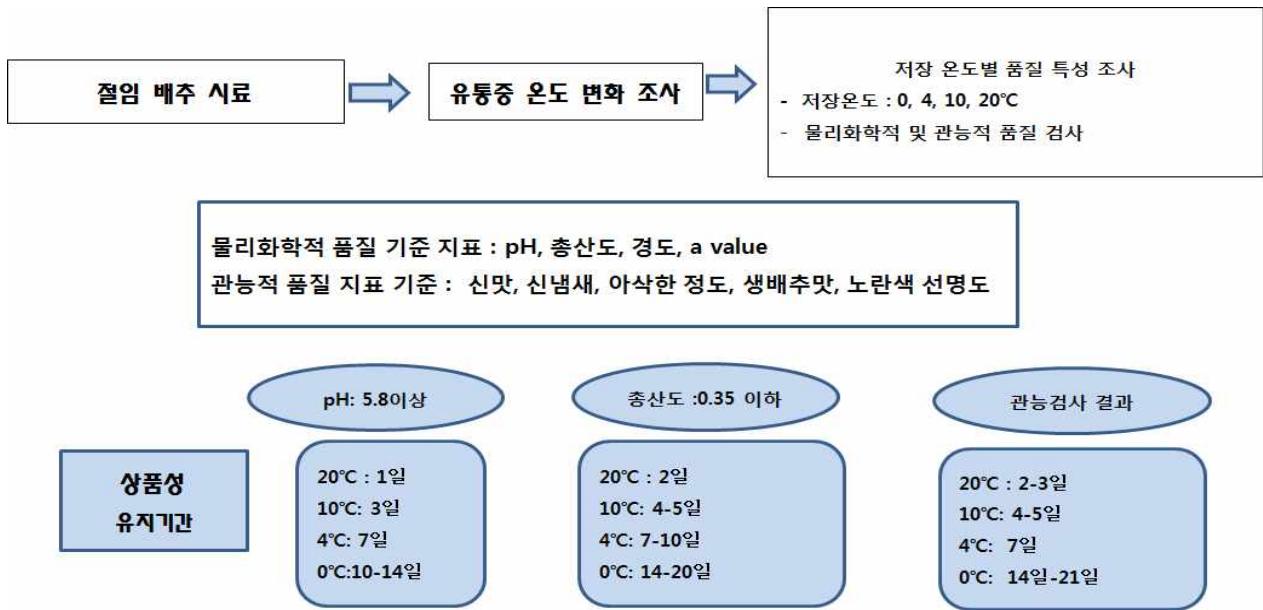 절임 배추 시료
유통중 온도 변화 조사
저장 온도별 품질 특성 조사
- 저장온도 : 0, 4, 10, 20℃
- 물리화학적 및 관능적 품질 검사
물리화학적 품질 기준 지표 : pH, 총산도, 경도, a value
관능적 품질 지표 기준 : 신맛, 신냄새, 아삭한 정도, 생배추맛, 노란색 선명도
상품성
유지기간
pH: 5.8이상
20℃ : 1일
10℃: 3일
4℃: 7일
0℃:10-14일
총산도 :0.35 이하
20℃ : 2일
10℃: 4-5일
4℃: 7-10일
0℃: 14-20일
관능검사 결과
20℃ : 2-3일
10℃: 4-5일
4℃: 7일
0℃: 14일-21일